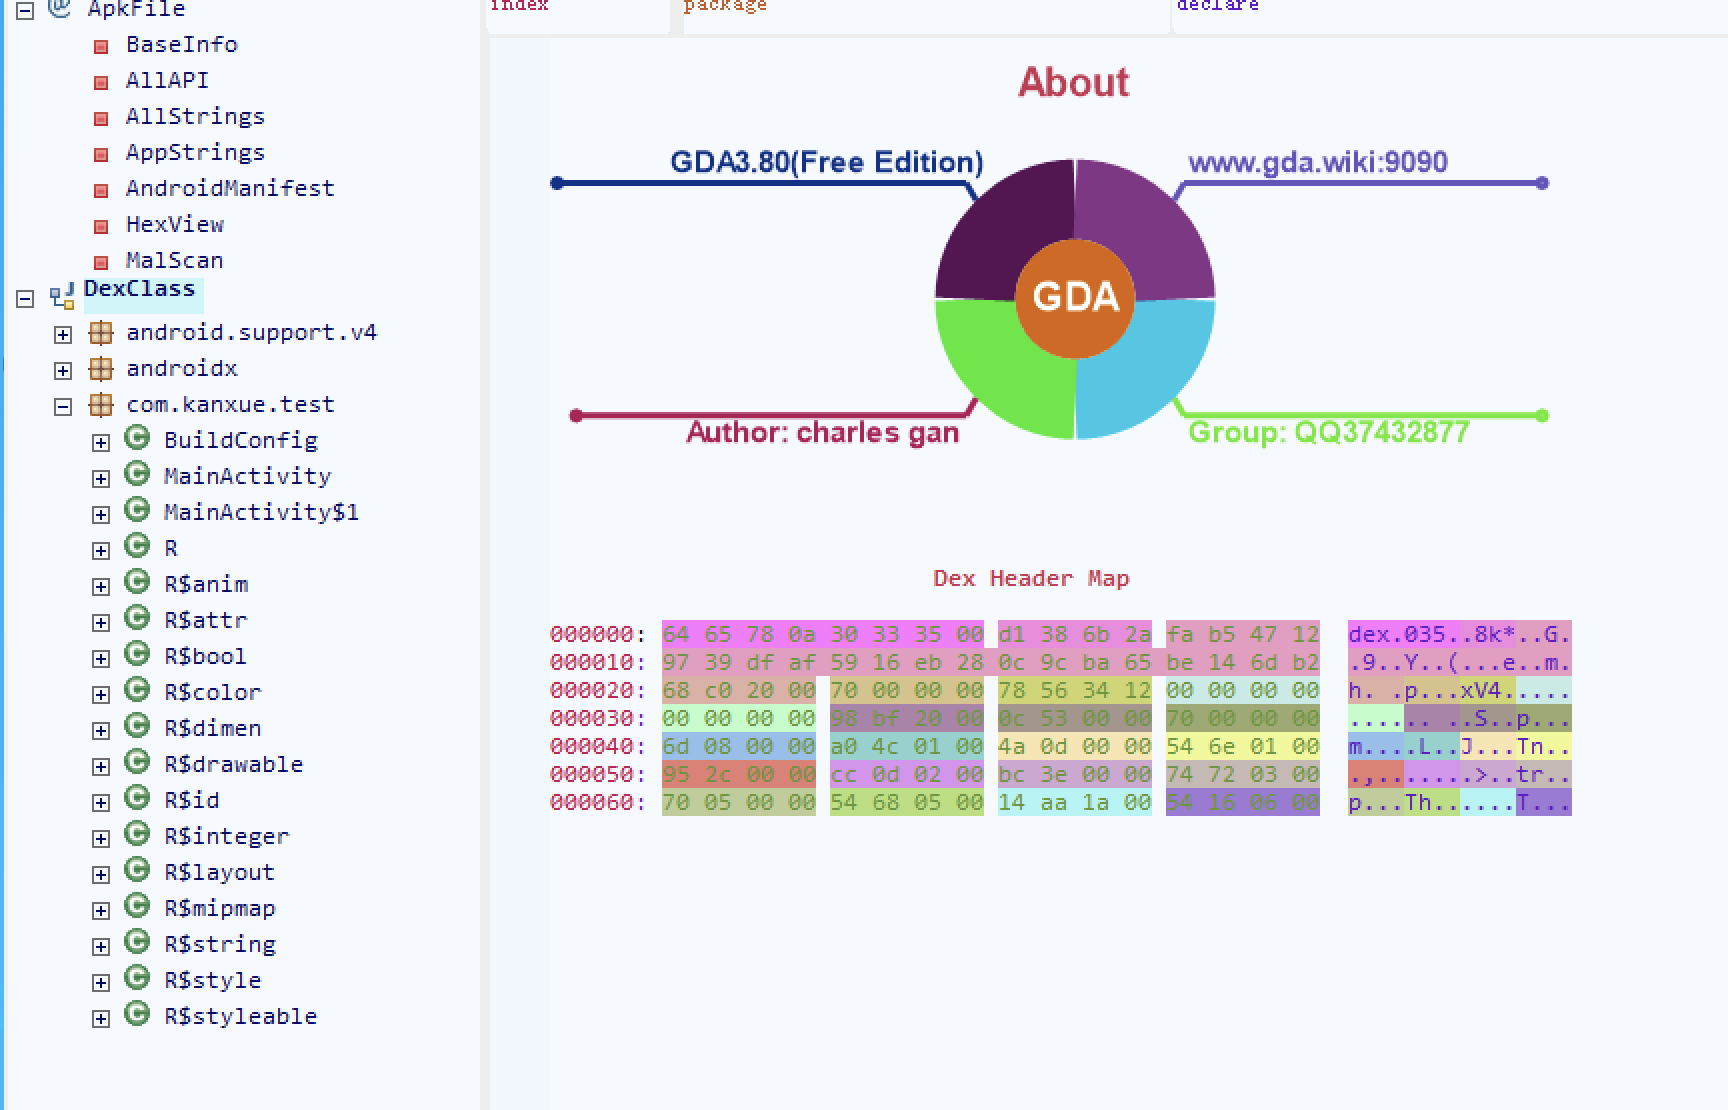 ApkFile
BaseInfo
AllAPI
AllStrings
AppStrings
AndroidManifest
HexView
MalScan
DexClass
android.support.v4
androidx
com.kanxue.test
BuildConfig
MainActivity
MainActivity$1
R
R$anim
R$attr
R$bool
R$color
R$dimen
R$drawable
R$id
R$integer
R$layout
R$mipmap
R$string
R$style
R$styleable
index package declare
About
GDA3.80(Free Edition) www.gda.wiki:9090
GDA
Author: charles gan Group: QQ37432877
Dex Header Map
000000: 64 65 78 0a 30 33 35 00 d1 38 6b 2a fa b5 47 12 dex.035..8k*..G.
000010: 97 39 df af 59 16 eb 28 0c 9c ba 65 be 14 6d b2 .9..Y..(...e..m.
000020: 68 c0 20 00 70 00 00 00 78 56 34 12 00 00 00 00 h. .p...xV4.....
000030: 00 00 00 00 98 bf 20 00 0c 53 00 00 70 00 00 00 ...... ..S..p...
000040: 6d 08 00 00 a0 4c 01 00 4a 0d 00 00 54 6e 01 00 m....L..J...Tn..
000050: 95 2c 00 00 cc 0d 02 00 bc 3e 00 00 74 72 03 00 .,.......>..tr..
000060: 70 05 00 00 54 68 05 00 14 aa 1a 00 54 16 06 00 p...Th......T...